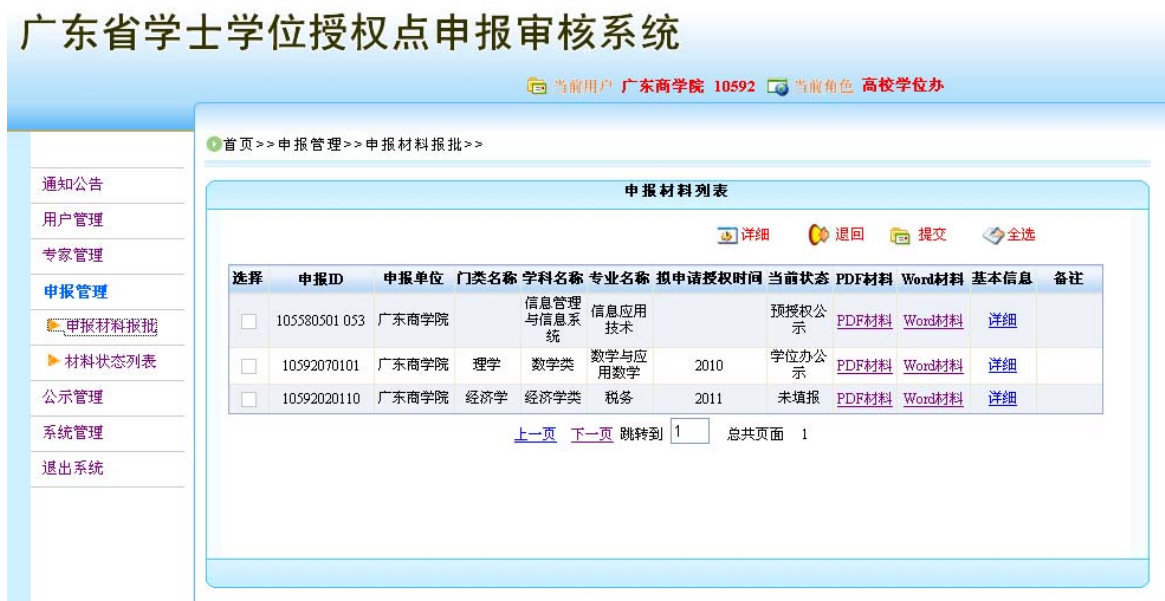 广东省学士学位授权点申报审核系统
当前用户 广东商学院 10592 当前角色 高校学位办
首页>>申报管理>>申报材料报批>>
通知公告
用户管理
专家管理
申报管理
申报材料报批
材料状态列表
公示管理
系统管理
退出系统
申报材料列表
详细 退回 提交 全选
选择 申报ID 申报单位 门类名称 学科名称 专业名称 拟申请授权时间 当前状态 PDF材料 Word材料 基本信息 备注
105580501 053 广东商学院 信息管理与信息系统 信息应用技术 预授权公示 PDF材料 Word材料 详细
10592070101 广东商学院 理学 数学类 数学与应用数学 2010 学位办公示 PDF材料 Word材料 详细
10592020110 广东商学院 经济学 经济学类 税务 2011 未填报 PDF材料 Word材料 详细
上一页 下一页 跳转到 1 总共页面 1